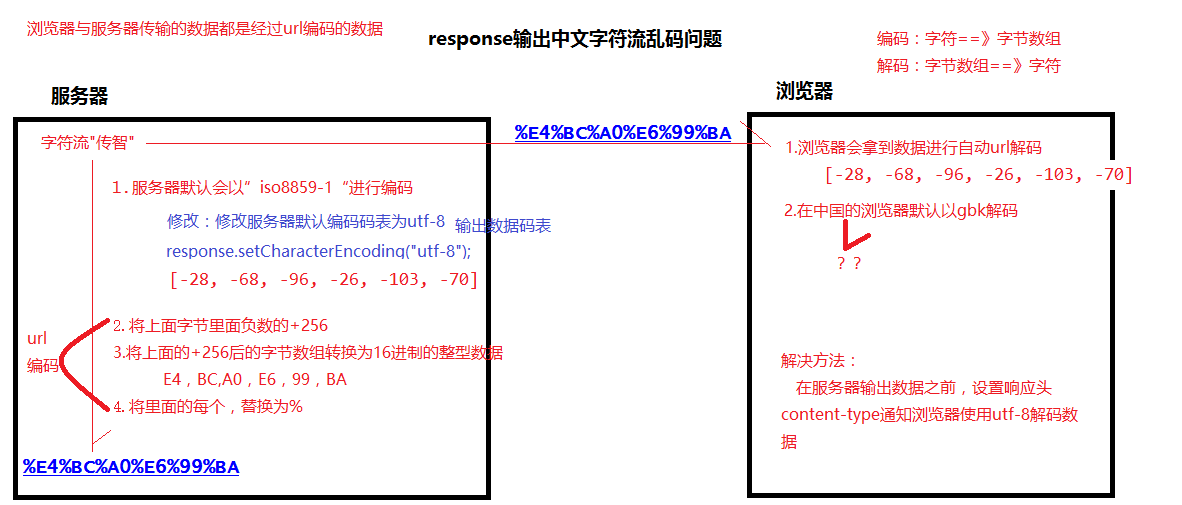 浏览器与服务器传输的数据都是经过url编码的数据
response输出中文字符流乱码问题
编码：字符==》字节数组
解码：字节数组==》字符
服务器
字符流"传智"
1.服务器默认会以”iso8859-1“进行编码
修改：修改服务器默认编码码表为utf-8 输出数据码表
response.setCharacterEncoding("utf-8");
[-28, -68, -96, -26, -103, -70]
url
编码
2.将上面字节里面负数的+256
3.将上面的+256后的字节数组转换为16进制的整型数据
E4，BC,A0，E6，99，BA
4.将里面的每个，替换为%
%E4%BC%A0%E6%99%BA
%E4%BC%A0%E6%99%BA
浏览器
1.浏览器会拿到数据进行自动url解码
[-28, -68, -96, -26, -103, -70]
2.在中国的浏览器默认以gbk解码
？？
解决方法：
在服务器输出数据之前，设置响应头
content-type通知浏览器使用utf-8解码数
据